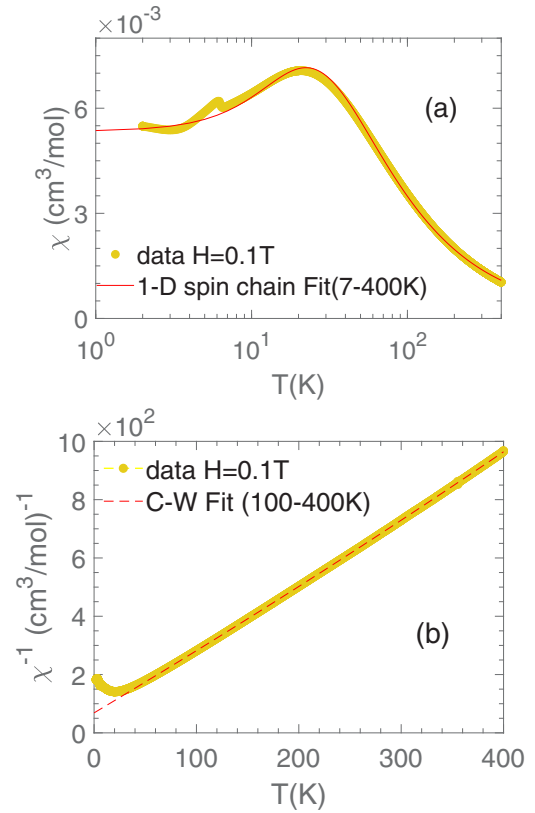 ×10⁻³
(a)
χ (cm³/mol)
9
6
3
0
data H=0.1T
1-D spin chain Fit(7-400K)
10⁰ 10¹ 10²
T(K)
×10²
10
8
6
4
2
0
data H=0.1T
C-W Fit (100-400K)
χ⁻¹ (cm³/mol)⁻¹
(b)
0 100 200 300 400
T(K)